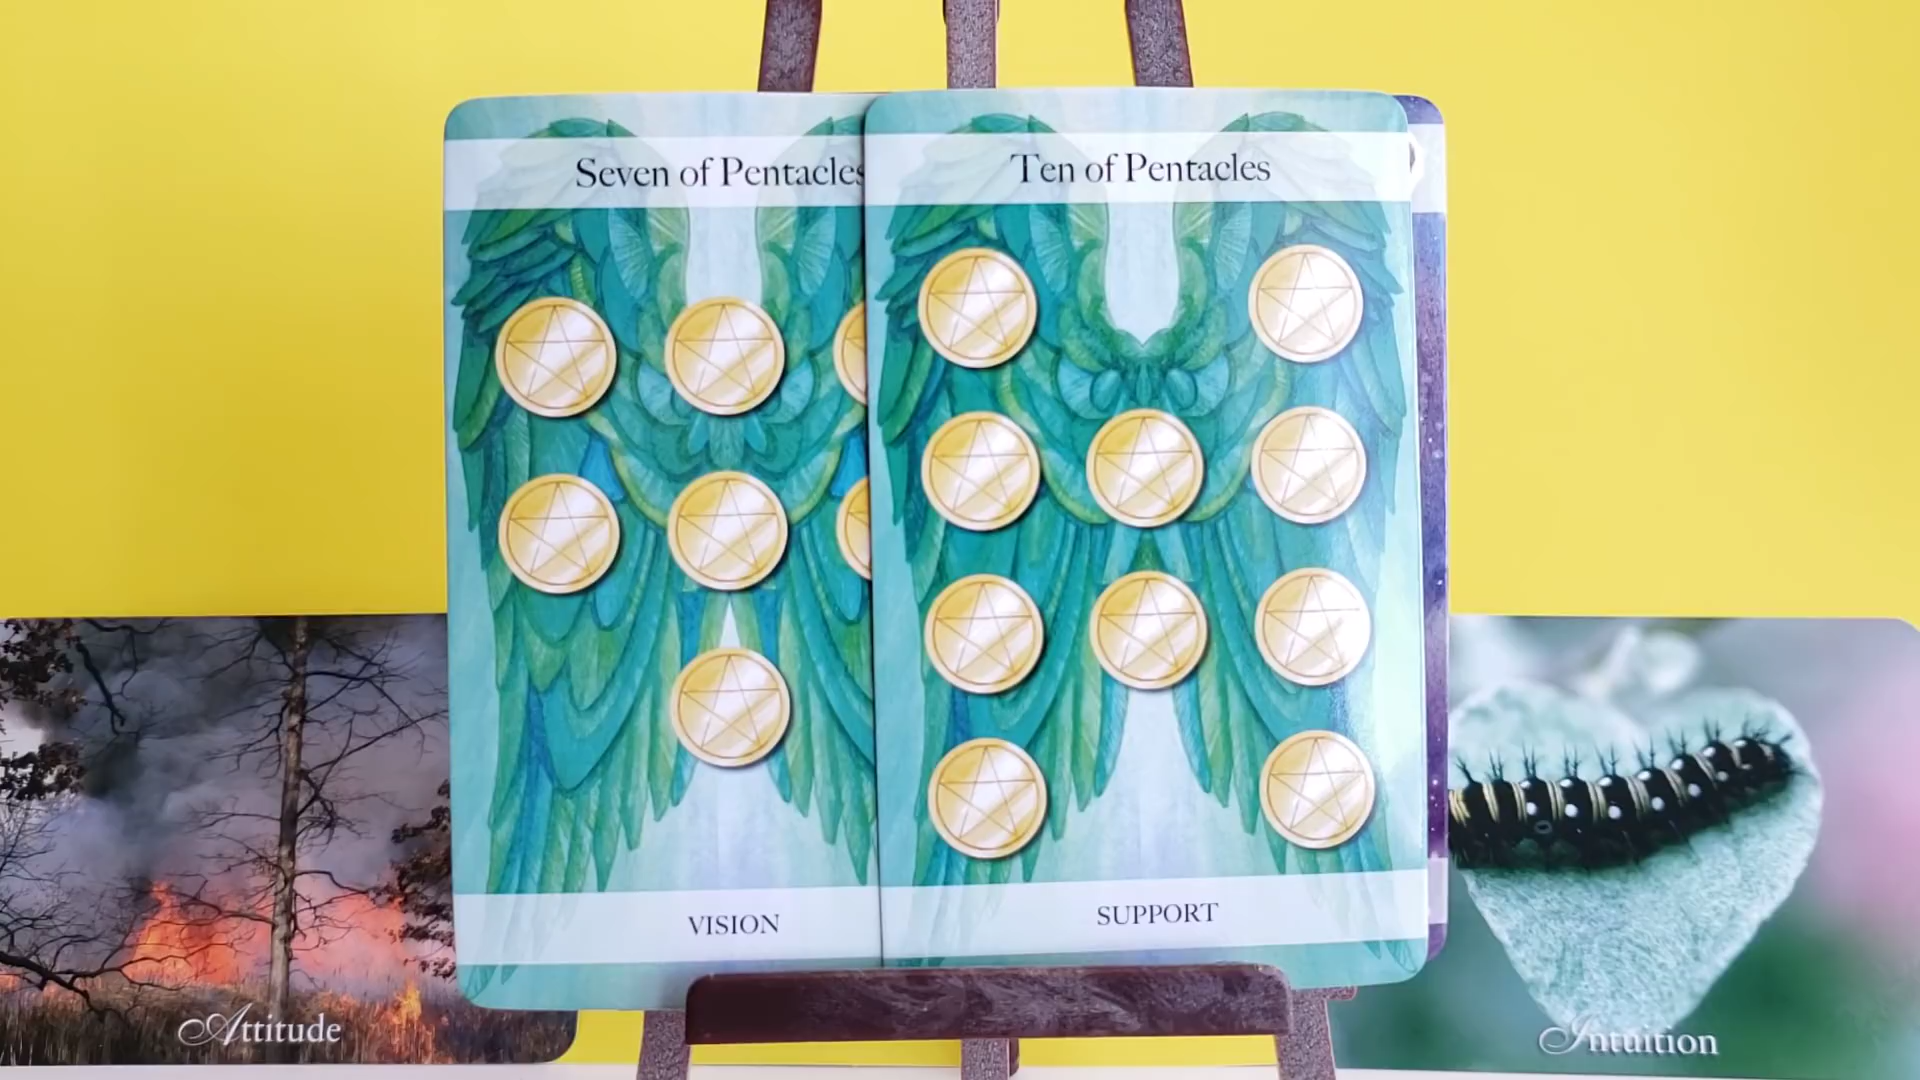 Seven of Pentacles
Ten of Pentacles
VISION
SUPPORT
Attitude
Intuition